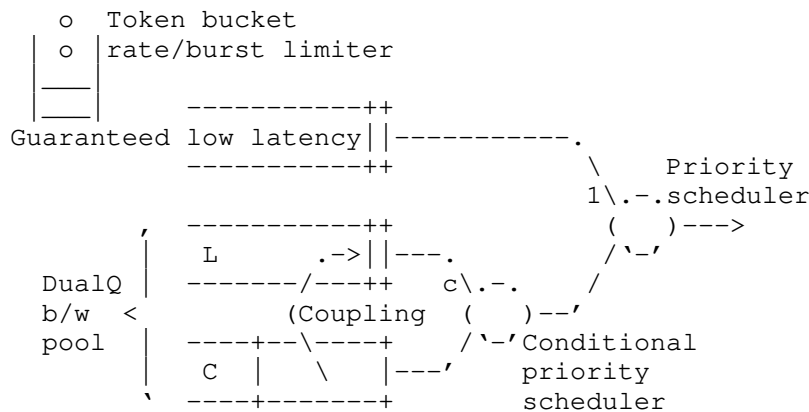 Token bucket
rate/burst limiter
Guaranteed low latency
Priority
1 scheduler
L
DualQ c
b/w (Coupling
pool Conditional
C priority
scheduler